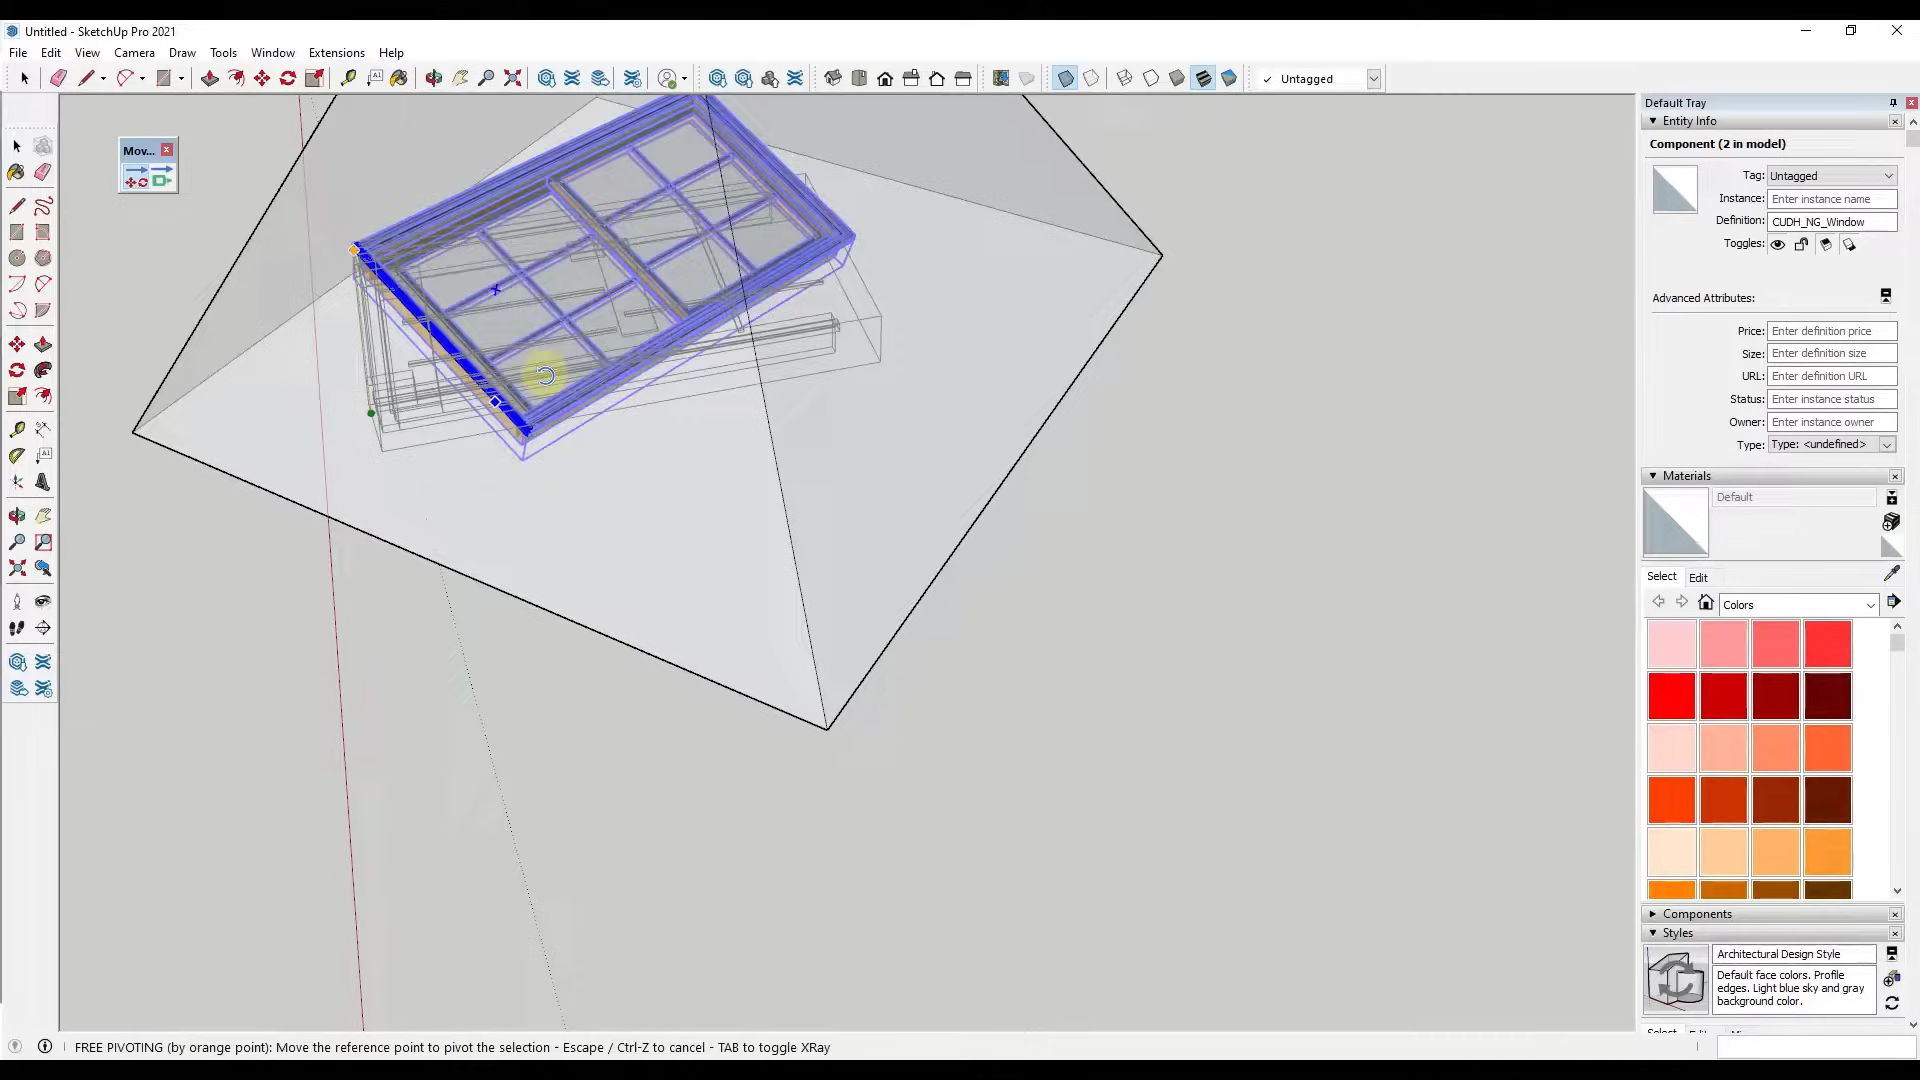 Untitled - SketchUp Pro 2021
File Edit View Camera Draw Tools Window Extensions Help
✓ Untagged
Default Tray
Entity Info
Component (2 in model)
Tag: Untagged
Instance: Enter instance name
Definition: CUDH_NG_Window
Toggles:
Advanced Attributes:
Price: Enter definition price
Size: Enter definition size
URL: Enter definition URL
Status: Enter instance status
Owner: Enter instance owner
Type: Type: <undefined>
Mov...
Materials
Default
Select Edit
Colors
Components
Styles
Architectural Design Style
Default face colors. Profile
edges. Light blue sky and gray
background color.
FREE PIVOTING (by orange point): Move the reference point to pivot the selection - Escape / Ctrl-Z to cancel - TAB to toggle XRay